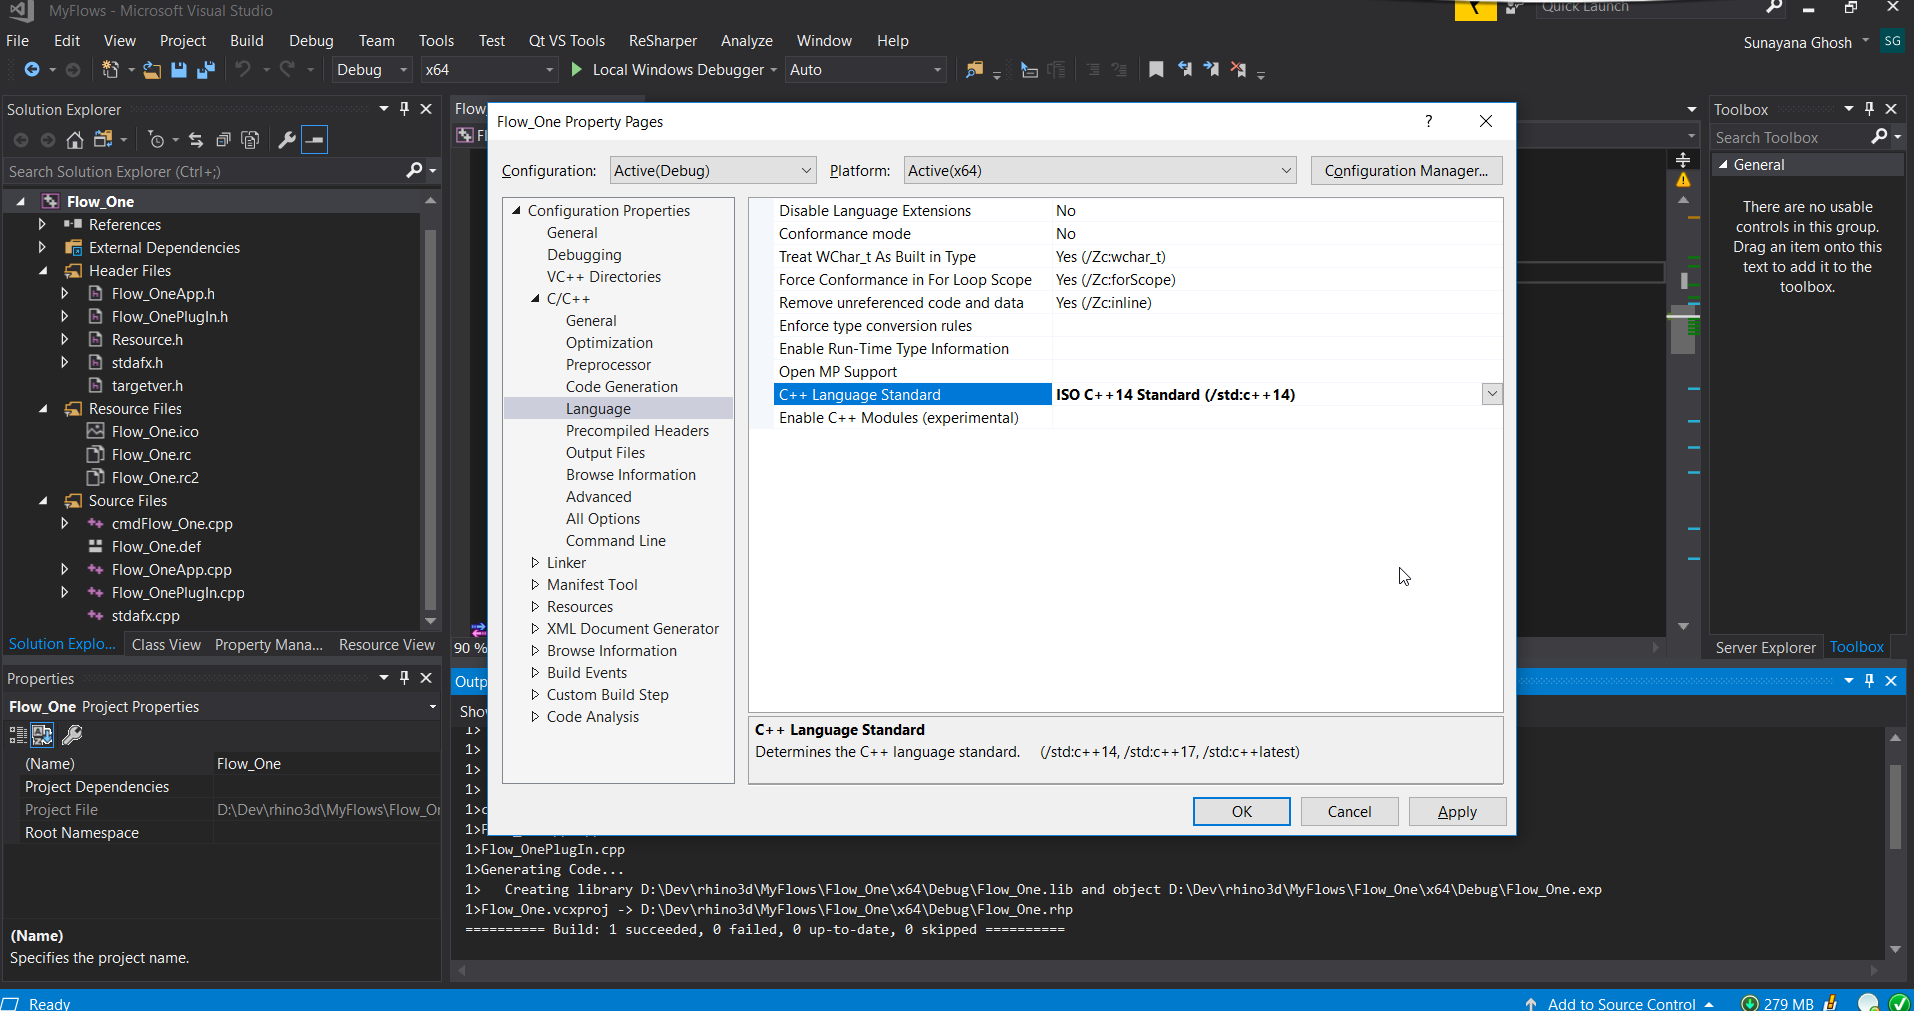 MyFlows - Microsoft Visual Studio
Quick Launch
File Edit View Project Build Debug Team Tools Test Qt VS Tools ReSharper Analyze Window Help
Sunayana Ghosh SG
Debug x64 Local Windows Debugger Auto
Solution Explorer
Search Solution Explorer (Ctrl+;)
Flow_One
References
External Dependencies
Header Files
Flow_OneApp.h
Flow_OnePlugIn.h
Resource.h
stdafx.h
targetver.h
Resource Files
Flow_One.ico
Flow_One.rc
Flow_One.rc2
Source Files
cmdFlow_One.cpp
Flow_One.def
Flow_OneApp.cpp
Flow_OnePlugIn.cpp
stdafx.cpp
Solution Explo... Class View Property Mana... Resource View
Properties
Flow_One Project Properties
(Name) Flow_One
Project Dependencies
Project File D:\Dev\rhino3d\MyFlows\Flow_Or
Root Namespace
(Name)
Specifies the project name.
Flow_
Fl
90 %
Flow_One Property Pages
?
Configuration: Active(Debug) Platform: Active(x64) Configuration Manager...
Configuration Properties
General
Debugging
VC++ Directories
C/C++
General
Optimization
Preprocessor
Code Generation
Language
Precompiled Headers
Output Files
Browse Information
Advanced
All Options
Command Line
Linker
Manifest Tool
Resources
XML Document Generator
Browse Information
Build Events
Custom Build Step
Code Analysis
Disable Language Extensions No
Conformance mode No
Treat WChar_t As Built in Type Yes (/Zc:wchar_t)
Force Conformance in For Loop Scope Yes (/Zc:forScope)
Remove unreferenced code and data Yes (/Zc:inline)
Enforce type conversion rules
Enable Run-Time Type Information
Open MP Support
C++ Language Standard ISO C++14 Standard (/std:c++14)
Enable C++ Modules (experimental)
C++ Language Standard
Determines the C++ language standard. (/std:c++14, /std:c++17, /std:c++latest)
OK Cancel Apply
Toolbox
Search Toolbox
General
There are no usable
controls in this group.
Drag an item onto this
text to add it to the
toolbox.
Server Explorer Toolbox
Outp
Show
1>
1>
1>
1>
1>c
1>F
1>Flow_OnePlugIn.cpp
1>Generating Code...
1> Creating library D:\Dev\rhino3d\MyFlows\Flow_One\x64\Debug\Flow_One.lib and object D:\Dev\rhino3d\MyFlows\Flow_One\x64\Debug\Flow_One.exp
1>Flow_One.vcxproj -> D:\Dev\rhino3d\MyFlows\Flow_One\x64\Debug\Flow_One.rhp
========== Build: 1 succeeded, 0 failed, 0 up-to-date, 0 skipped ==========
Ready
Add to Source Control 279 MB